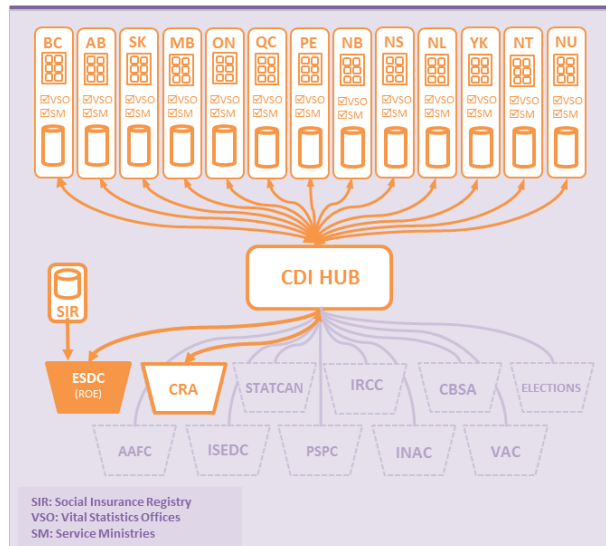 BC AB SK MB ON QC PE NB NS NL YK NT NU
☑VSO ☑VSO ☑VSO ☑VSO ☑VSO ☑VSO ☑VSO ☑VSO ☑VSO ☑VSO ☑VSO ☑VSO ☑VSO
☑SM ☑SM ☑SM ☑SM ☑SM ☑SM ☑SM ☑SM ☑SM ☑SM ☑SM ☑SM ☑SM
CDI HUB
SIR
ESDC
(ROE)
CRA
STATCAN
IRCC
CBSA
ELECTIONS
AAFC
ISEDC
PSPC
INAC
VAC
SIR: Social Insurance Registry
VSO: Vital Statistics Offices
SM: Service Ministries